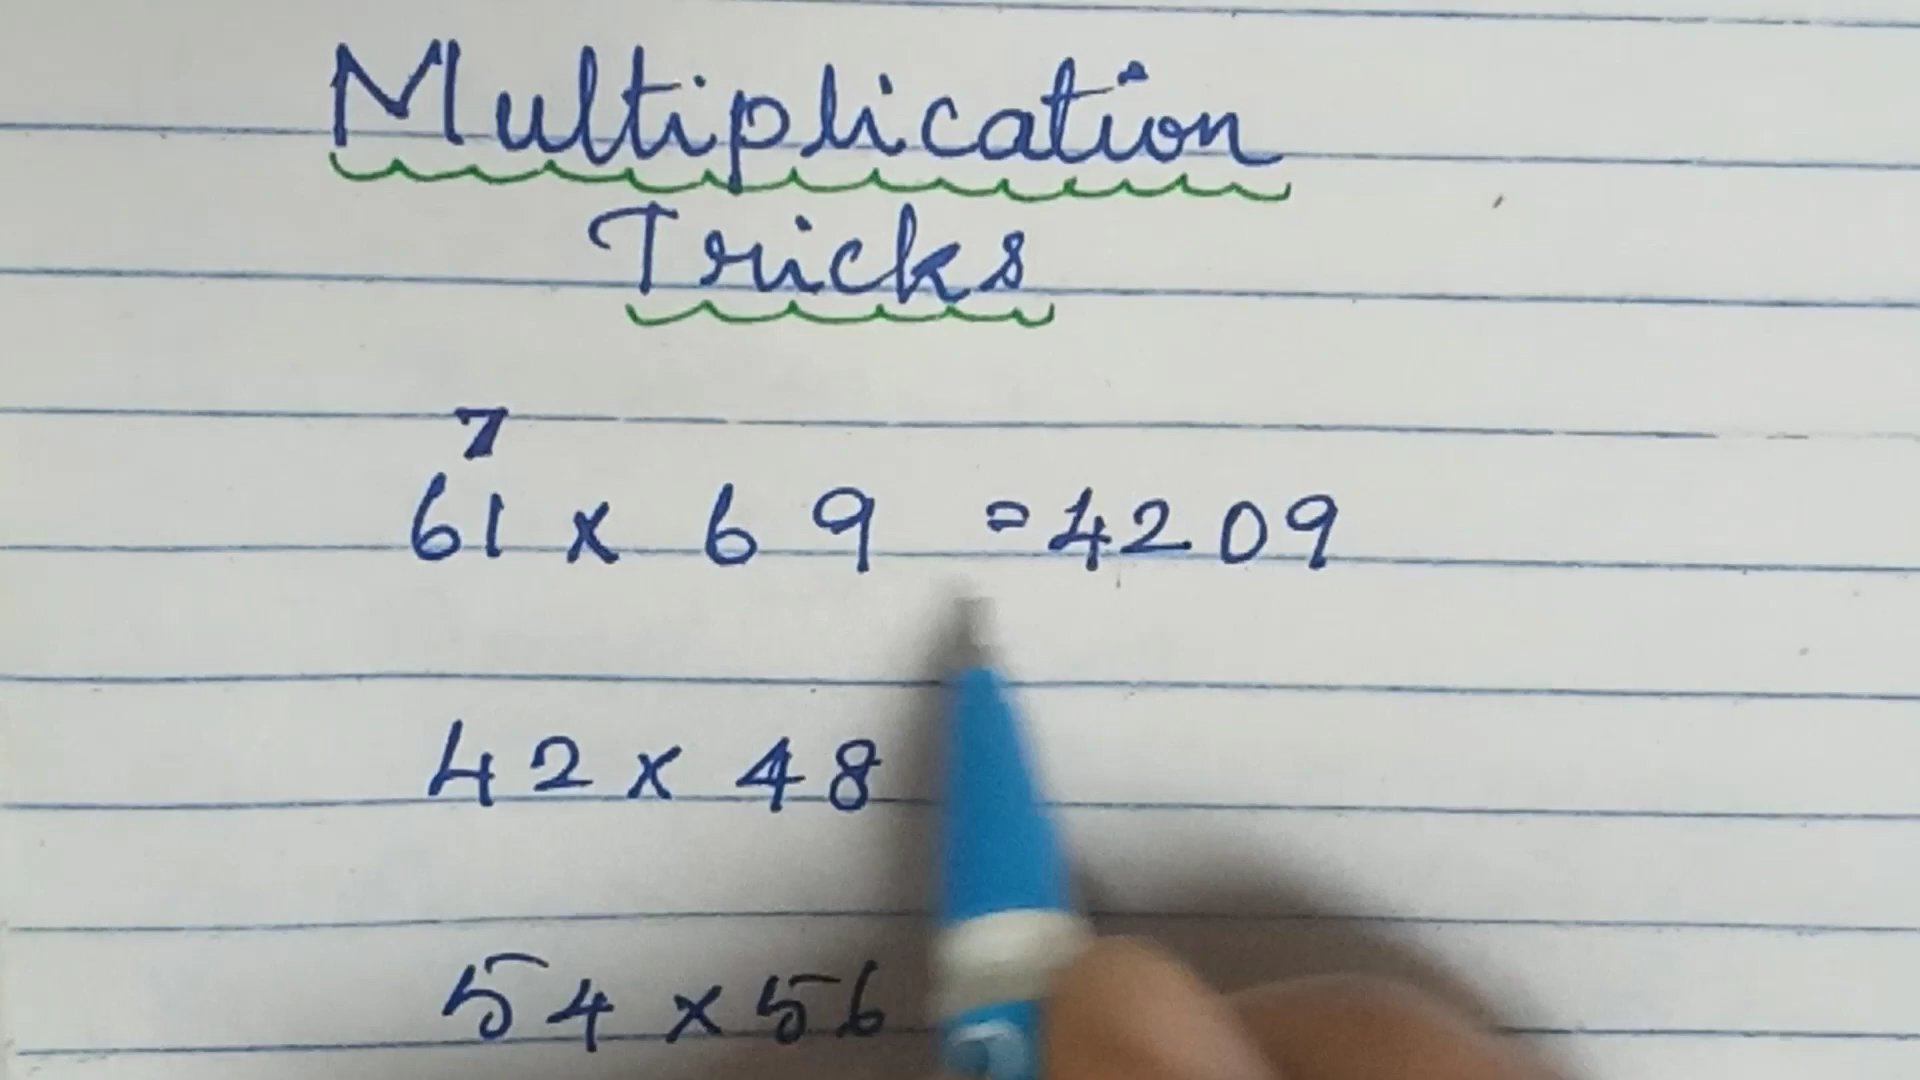 Multiplication
Tricks
7
61 x 69 = 4209
42 x 48
54 x 56